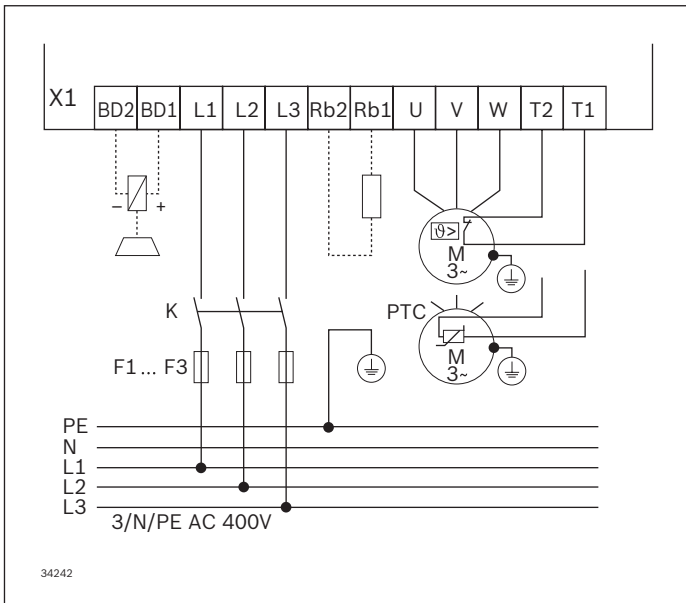 X1
BD2 BD1 L1 L2 L3 Rb2 Rb1 U V W T2 T1
– +
ϑ>
M
3~
K
PTC
F1 ... F3
M
3~
PE
N
L1
L2
L3
3/N/PE AC 400V
34242